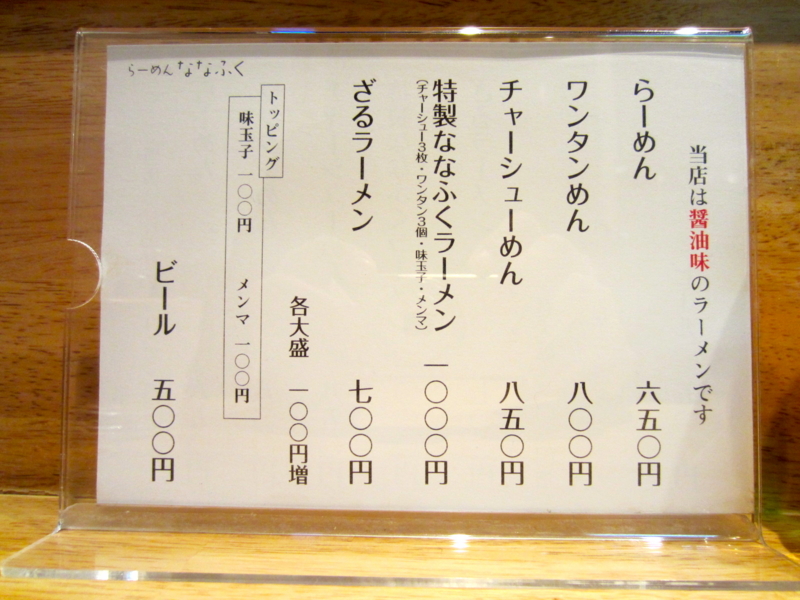 当店は醤油味のラーメンです
らーめん 六五〇円
ワンタンめん 八〇〇円
チャーシューめん 八五〇円
特製ななふくラーメン 一〇〇〇円
（チャーシュー3枚・ワンタン3個・味玉子・メンマ）
ざるラーメン 七〇〇円
各大盛 一〇〇円増
トッピング
味玉子 一〇〇円 メンマ 一〇〇円
ビール 五〇〇円
らーめんななふく